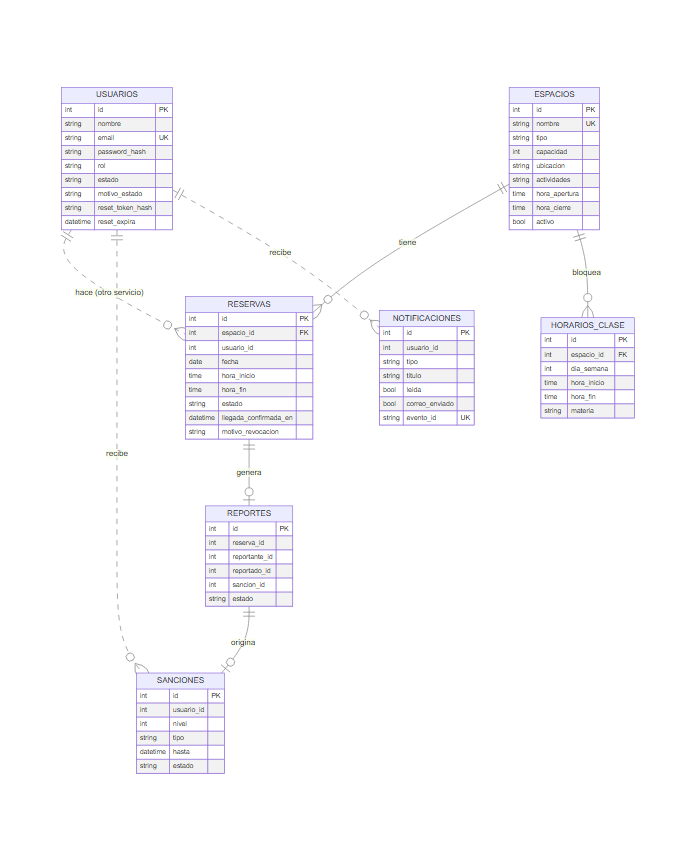 USUARIOS
int id PK
string nombre
string email UK
string password_hash
string rol
string estado
string motivo_estado
string reset_token_hash
datetime reset_expira
ESPACIOS
int id PK
string nombre UK
string tipo
int capacidad
string ubicacion
string actividades
time hora_apertura
time hora_cierre
bool activo
recibe
tiene
bloquea
hace (otro servicio)
RESERVAS
int id PK
int espacio_id FK
int usuario_id
date fecha
time hora_inicio
time hora_fin
string estado
datetime llegada_confirmada_en
string motivo_revocacion
NOTIFICACIONES
int id PK
int usuario_id
string tipo
string titulo
bool leida
bool correo_enviado
string evento_id UK
HORARIOS_CLASE
int id PK
int espacio_id FK
int dia_semana
time hora_inicio
time hora_fin
string materia
recibe
genera
REPORTES
int id PK
int reserva_id
int reportante_id
int reportado_id
int sancion_id
string estado
origina
SANCIONES
int id PK
int usuario_id
int nivel
string tipo
datetime hasta
string estado